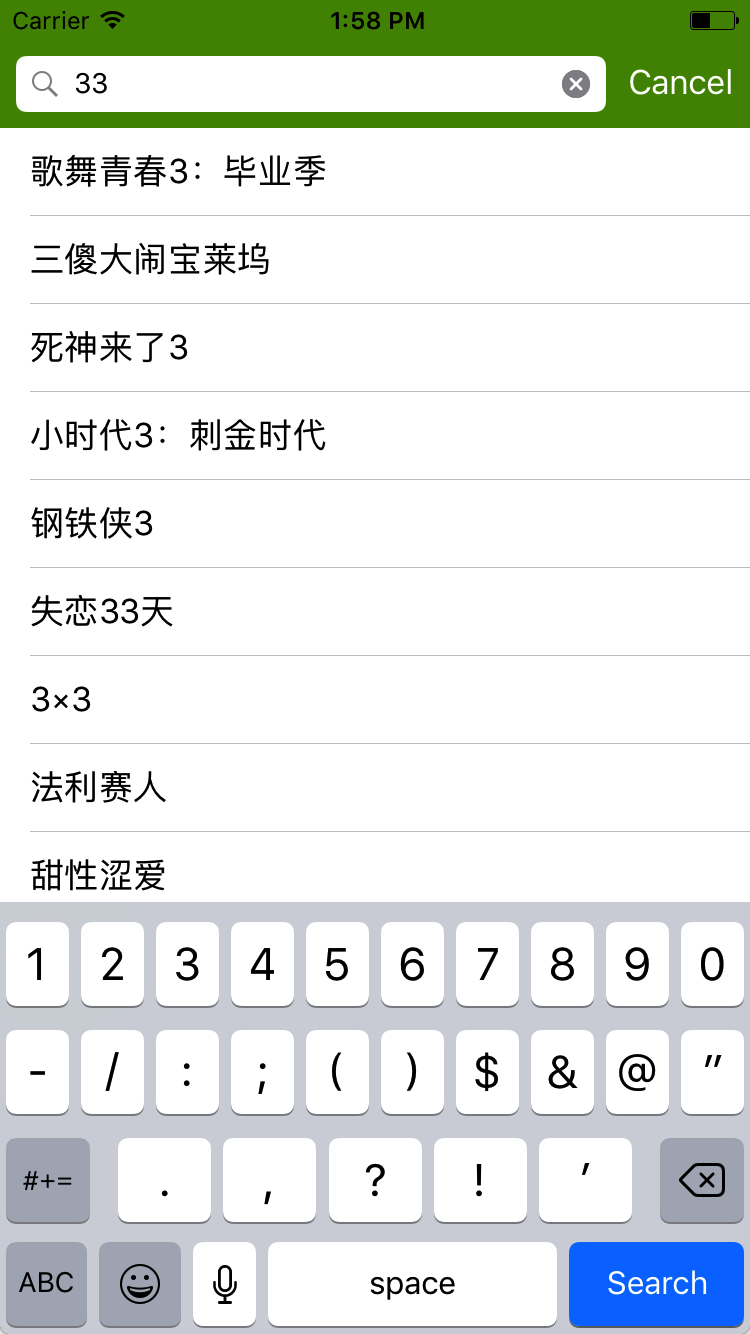 Carrier 1:58 PM
33 Cancel
歌舞青春3：毕业季
三傻大闹宝莱坞
死神来了3
小时代3：刺金时代
钢铁侠3
失恋33天
3×3
法利赛人
甜性涩爱
1 2 3 4 5 6 7 8 9 0
- / : ; ( ) $ & @ "
#+= . , ? ! '
ABC space Search